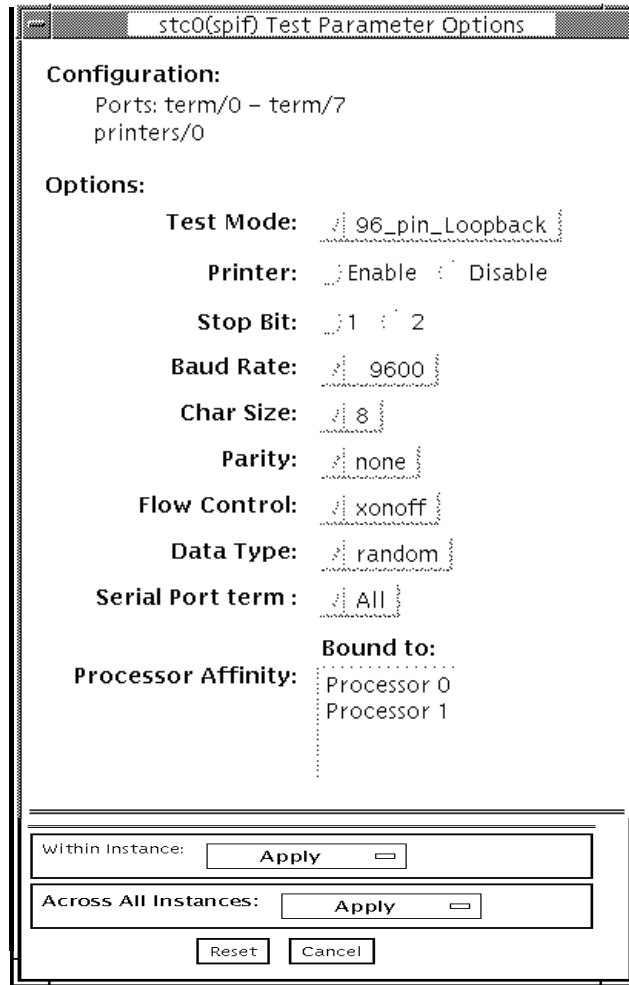 stc0(spif) Test Parameter Options
Configuration:
Ports: term/0 – term/7
printers/0
Options:
Test Mode: 96_pin_Loopback
Printer: Enable Disable
Stop Bit: 1 2
Baud Rate: 9600
Char Size: 8
Parity: none
Flow Control: xonoff
Data Type: random
Serial Port term : All
Bound to:
Processor Affinity:
Processor 0
Processor 1
Within Instance: Apply
Across All Instances: Apply
Reset Cancel